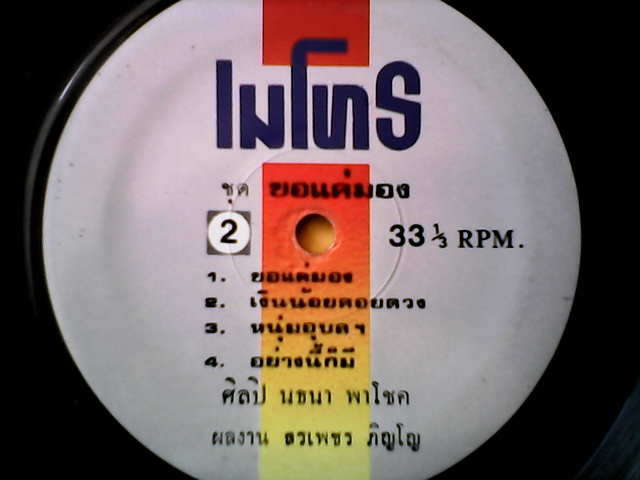 ไมโทร
ชุด ขอแค่มอง
2 33 ⅓ RPM.
1. ขอแค่มอง
2. เงินน้อยคอยดวง
3. หนุ่มอุบลฯ
4. อย่างนี้ก็มี
ศิลปิ นธนา พาโชค
ผลงาน ศรเพชร ภิญโญ